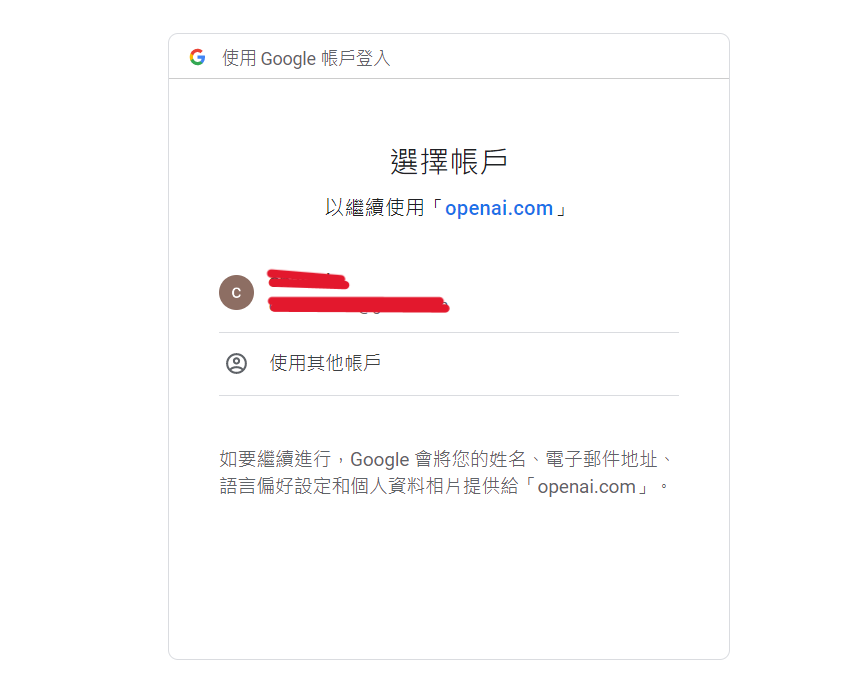 使用 Google 帳戶登入
選擇帳戶
以繼續使用「openai.com」
C
使用其他帳戶
如要繼續進行，Google 會將您的姓名、電子郵件地址、
語言偏好設定和個人資料相片提供給「openai.com」。